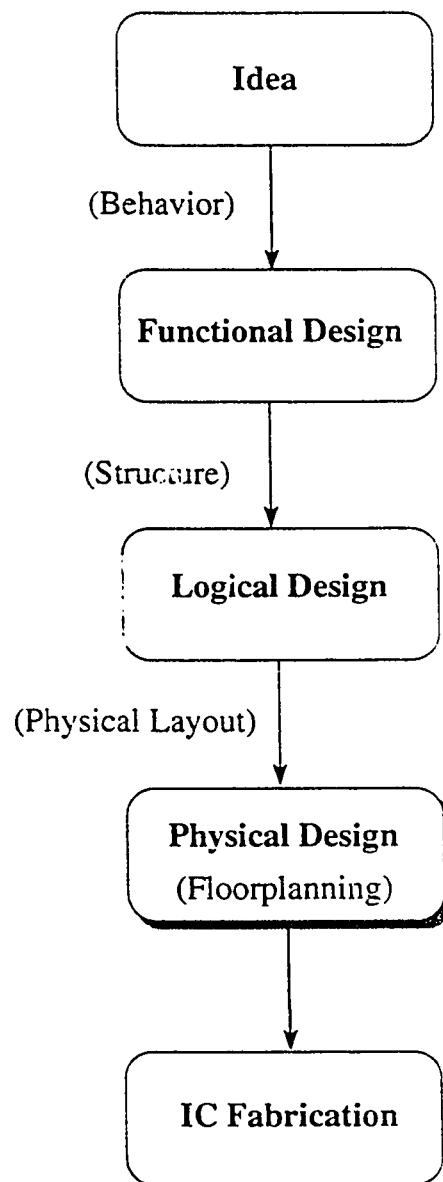 Idea
(Behavior)
Functional Design
(Structure)
Logical Design
(Physical Layout)
Physical Design
(Floorplanning)
IC Fabrication